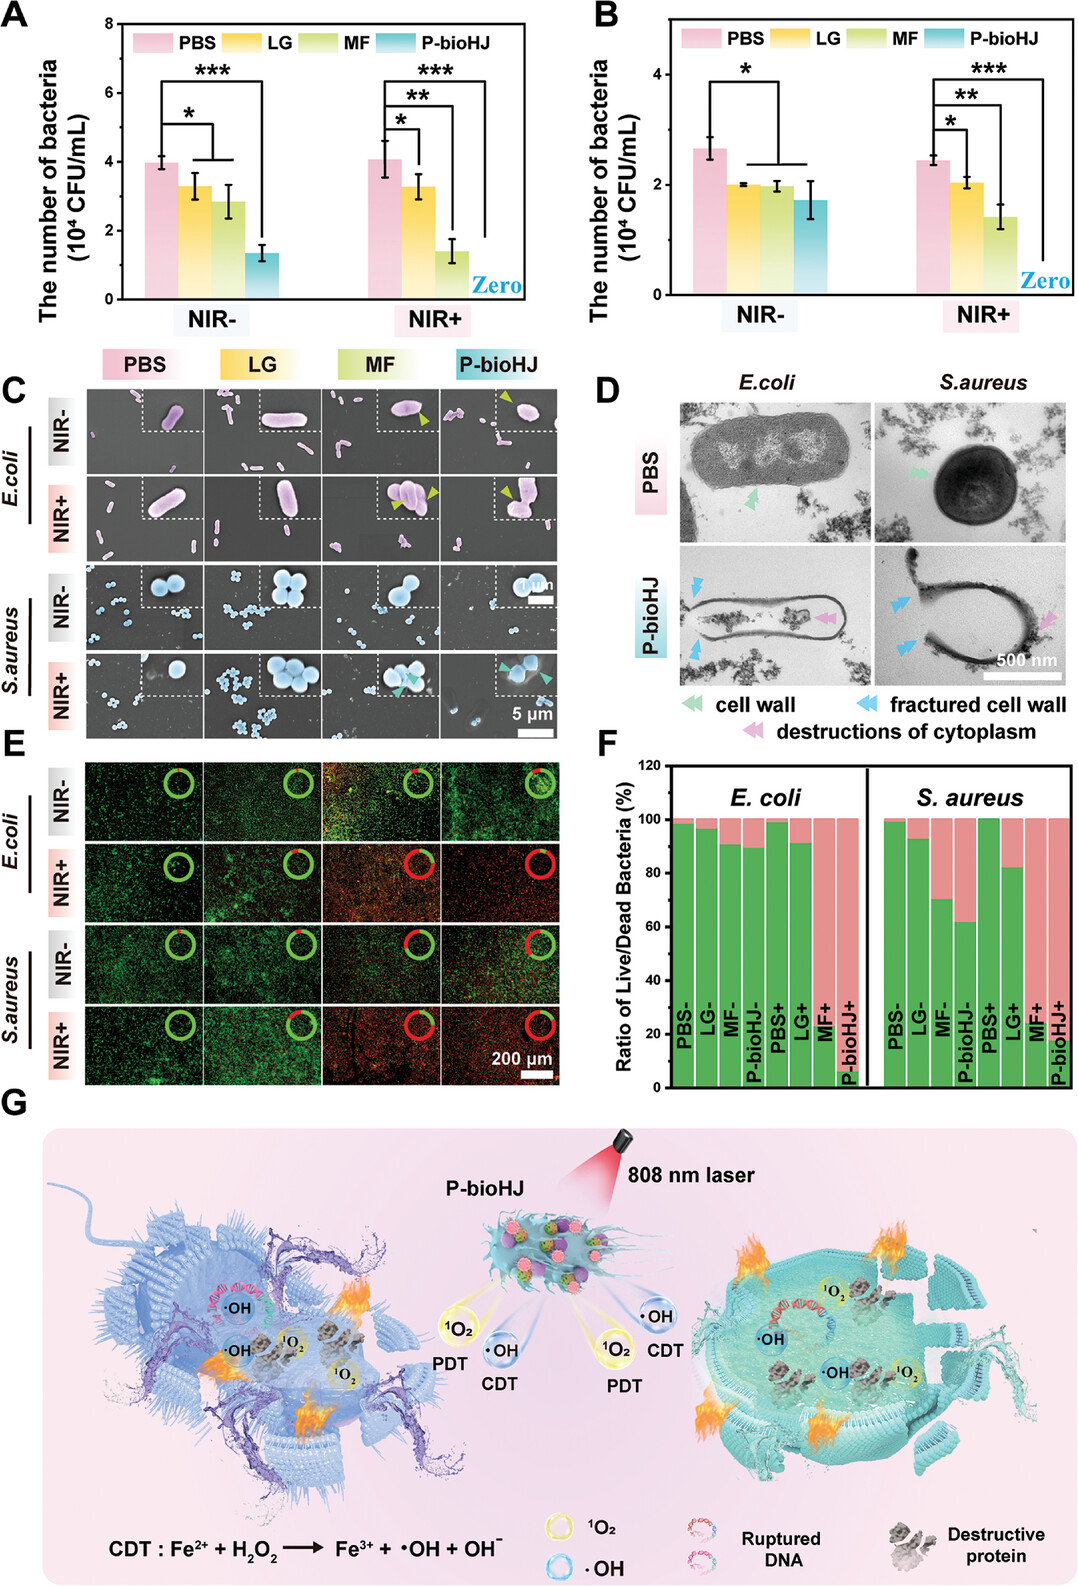 A
The number of bacteria
(10⁴ CFU/mL)
8
6
4
2
0
PBS LG MF P-bioHJ
***
*
***
**
*
Zero
NIR- NIR+
B
The number of bacteria
(10⁴ CFU/mL)
4
2
0
PBS LG MF P-bioHJ
*
***
**
*
Zero
NIR- NIR+
PBS LG MF P-bioHJ
C
E.coli
NIR-
NIR+
S.aureus
NIR-
NIR+
1 μm
5 μm
D
E.coli S.aureus
PBS
P-bioHJ
500 nm
cell wall fractured cell wall
destructions of cytoplasm
E
E.coli
NIR-
NIR+
S.aureus
NIR-
NIR+
200 μm
F
Ratio of Live/Dead Bacteria (%)
120
100
80
60
40
20
0
E. coli S. aureus
PBS- LG- MF- P-bioHJ- PBS+ LG+ MF+ P-bioHJ+
PBS- LG- MF- P-bioHJ- PBS+ LG+ MF+ P-bioHJ+
G
808 nm laser
P-bioHJ
·OH
·OH
¹O₂
¹O₂
¹O₂
PDT
·OH
CDT
¹O₂
PDT
·OH
CDT
¹O₂
·OH
·OH
¹O₂
CDT : Fe²⁺ + H₂O₂ ⟶ Fe³⁺ + ·OH + OH⁻
¹O₂
·OH
Ruptured
DNA
Destructive
protein